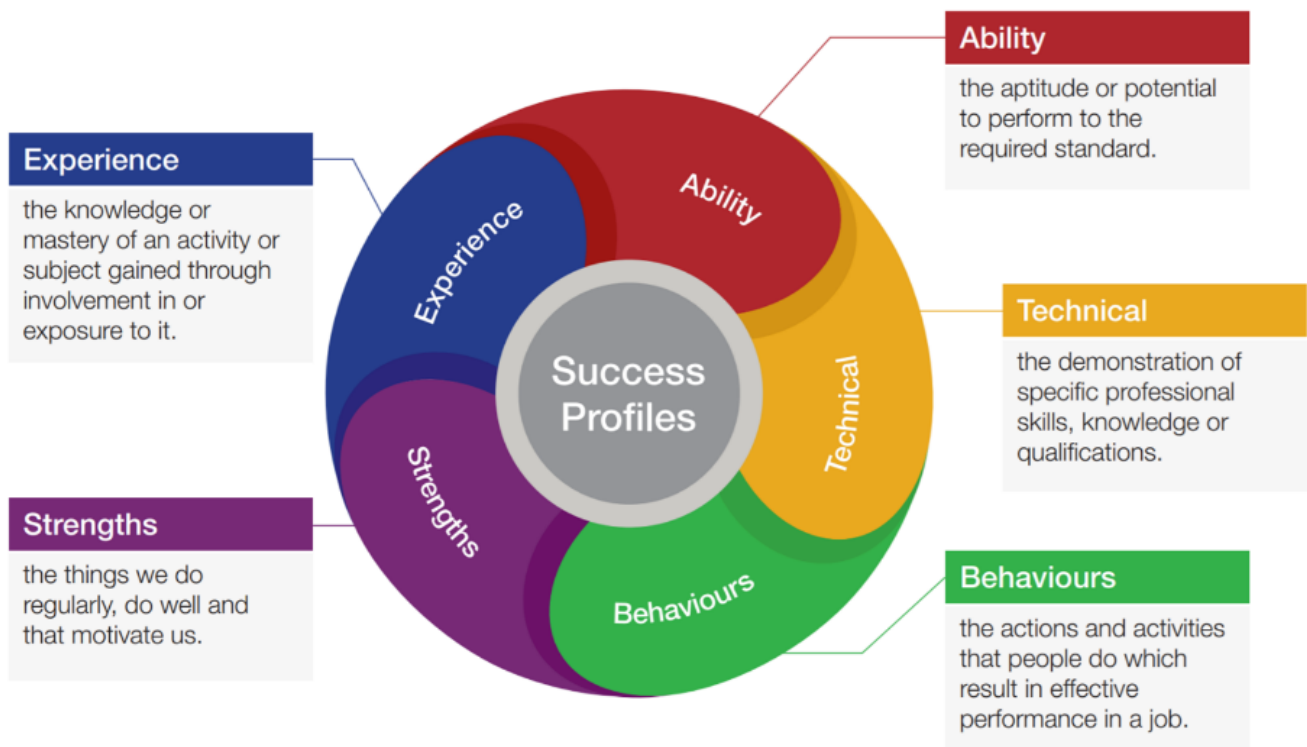 Ability
the aptitude or potential
to perform to the
required standard.
Experience
the knowledge or
mastery of an activity or
subject gained through
involvement in or
exposure to it.
Ability
Experience
Technical
the demonstration of
specific professional
skills, knowledge or
qualifications.
Success
Profiles
Technical
Strengths
the things we do
regularly, do well and
that motivate us.
Strengths
Behaviours
Behaviours
the actions and activities
that people do which
result in effective
performance in a job.